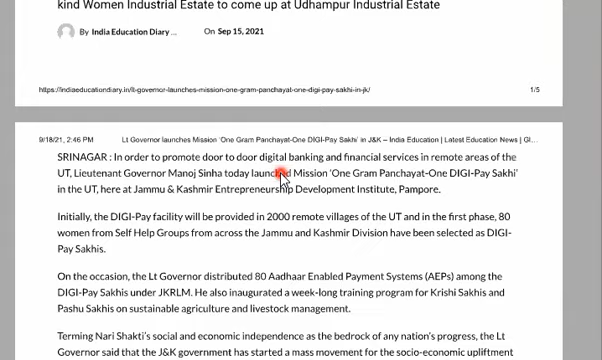 kind Women Industrial Estate to come up at Udhampur Industrial Estate
By India Education Diary ... On Sep 15, 2021
https://indiaeducationdiary.in/lt-governor-launches-mission-one-gram-panchayat-one-digi-pay-sakhi-in-jk/ 1/5
9/18/21, 2:46 PM Lt Governor launches Mission 'One Gram Panchayat-One DIGI-Pay Sakhi' in J&K – India Education | Latest Education News | Gl...
SRINAGAR : In order to promote door to door digital banking and financial services in remote areas of the
UT, Lieutenant Governor Manoj Sinha today launched Mission 'One Gram Panchayat-One DIGI-Pay Sakhi'
in the UT, here at Jammu & Kashmir Entrepreneurship Development Institute, Pampore.
Initially, the DIGI-Pay facility will be provided in 2000 remote villages of the UT and in the first phase, 80
women from Self Help Groups from across the Jammu and Kashmir Division have been selected as DIGI-
Pay Sakhis.
On the occasion, the Lt Governor distributed 80 Aadhaar Enabled Payment Systems (AEPs) among the
DIGI-Pay Sakhis under JKRLM. He also inaugurated a week-long training program for Krishi Sakhis and
Pashu Sakhis on sustainable agriculture and livestock management.
Terming Nari Shakti's social and economic independence as the bedrock of any nation's progress, the Lt
Governor said that the J&K government has started a mass movement for the socio-economic upliftment